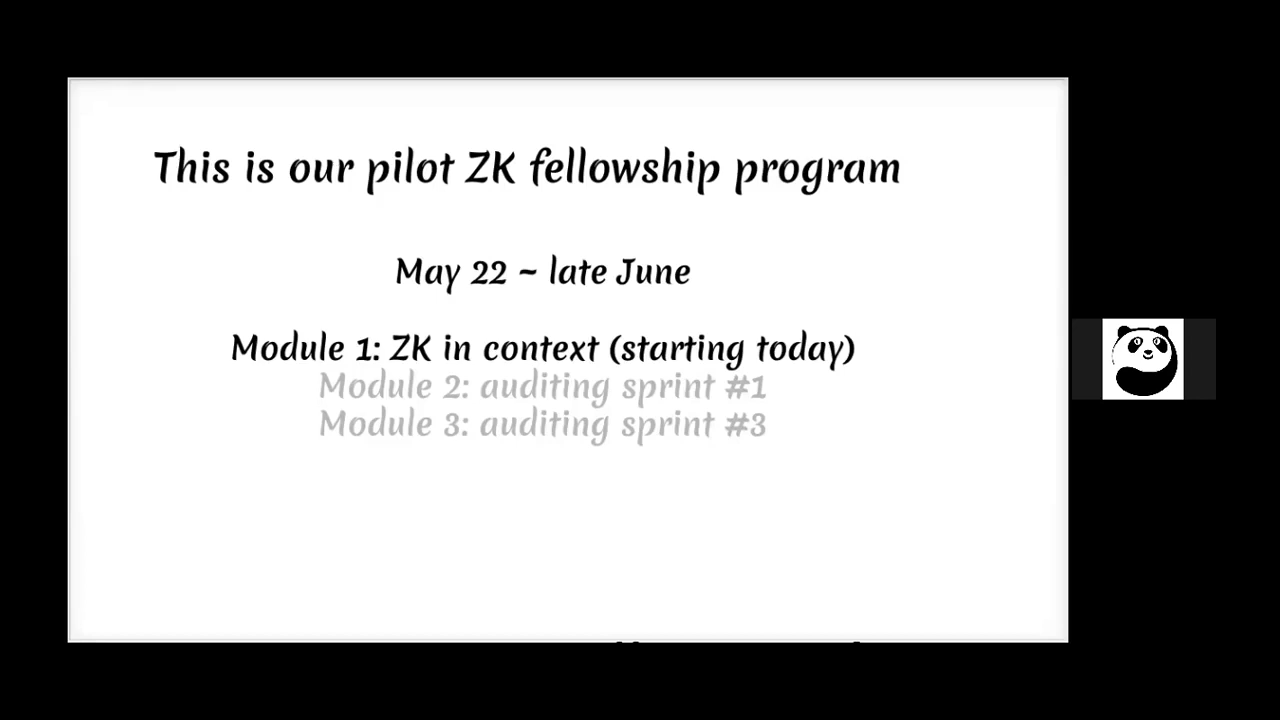 This is our pilot ZK fellowship program
May 22 ~ late June
Module 1: ZK in context (starting today)
Module 2: auditing sprint #1
Module 3: auditing sprint #3